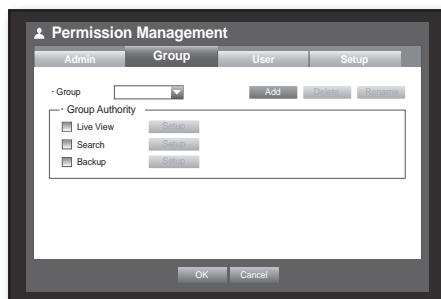 Permission Management
Admin Group User Setup
· Group Add Delete Rename
· Group Authority
Live View Setup
Search Setup
Backup Setup
OK Cancel